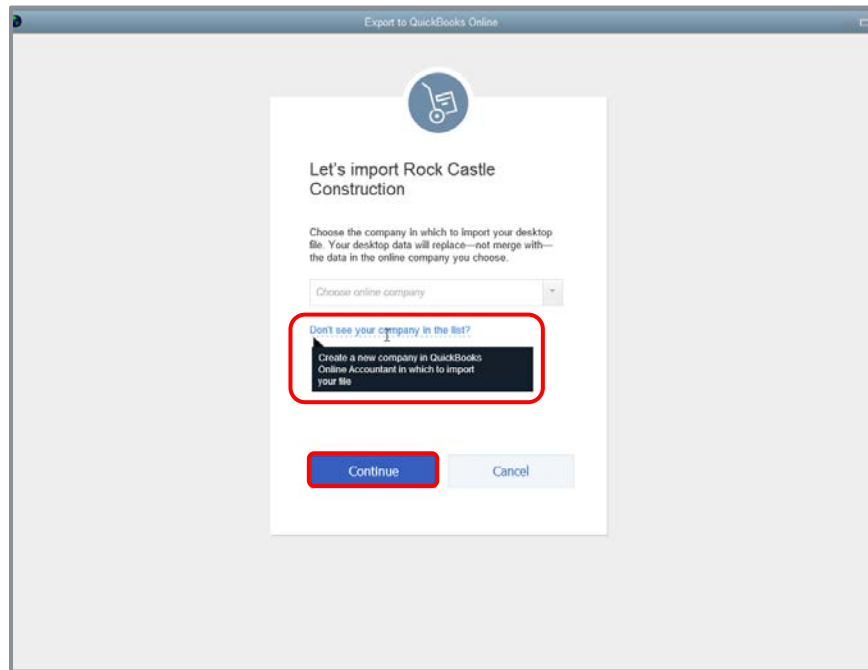 Export to QuickBooks Online
Let's import Rock Castle
Construction
Choose the company in which to import your desktop
file. Your desktop data will replace—not merge with—
the data in the online company you choose.
Choose online company
Don't see your company in the list?
Create a new company in QuickBooks
Online Accountant in which to import
your file
Continue
Cancel